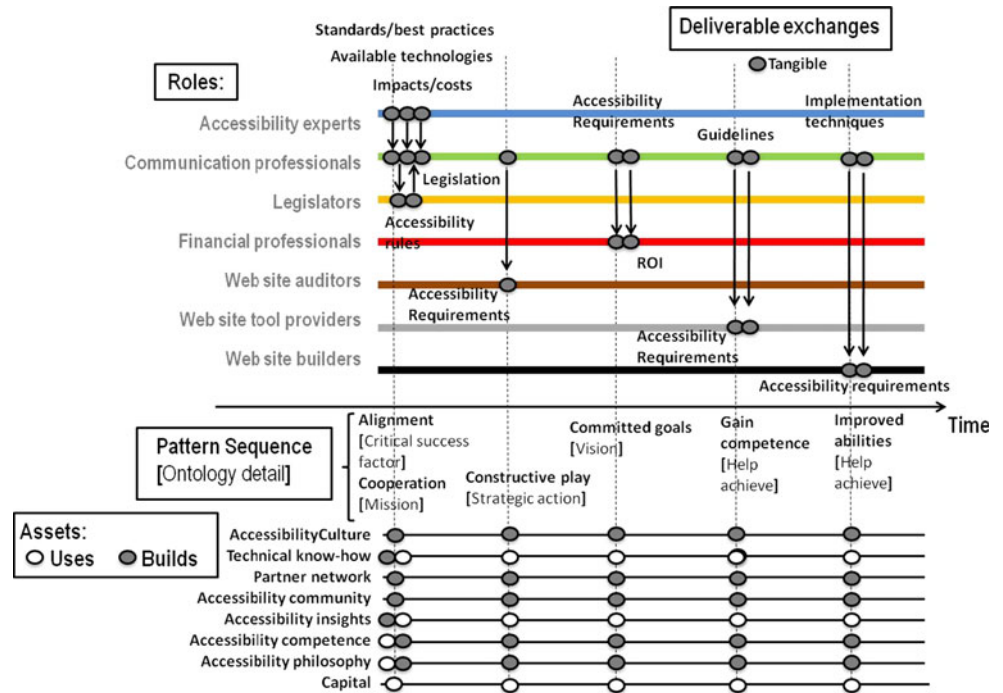 Standards/best practices
Available technologies
Impacts/costs
Deliverable exchanges
Tangible
Roles:
Accessibility experts
Communication professionals
Legislators
Financial professionals
Web site auditors
Web site tool providers
Web site builders
Accessibility
Requirements
Implementation
techniques
Guidelines
Legislation
Accessibility
rules
ROI
Accessibility
Requirements
Accessibility
Requirements
Accessibility requirements
Time
Pattern Sequence
[Ontology detail]
Alignment
[Critical success
factor]
Cooperation
[Mission]
Constructive play
[Strategic action]
Committed goals
[Vision]
Gain
competence
[Help
achieve]
Improved
abilities
[Help
achieve]
Assets:
Uses
Builds
AccessibilityCulture
Technical know-how
Partner network
Accessibility community
Accessibility insights
Accessibility competence
Accessibility philosophy
Capital